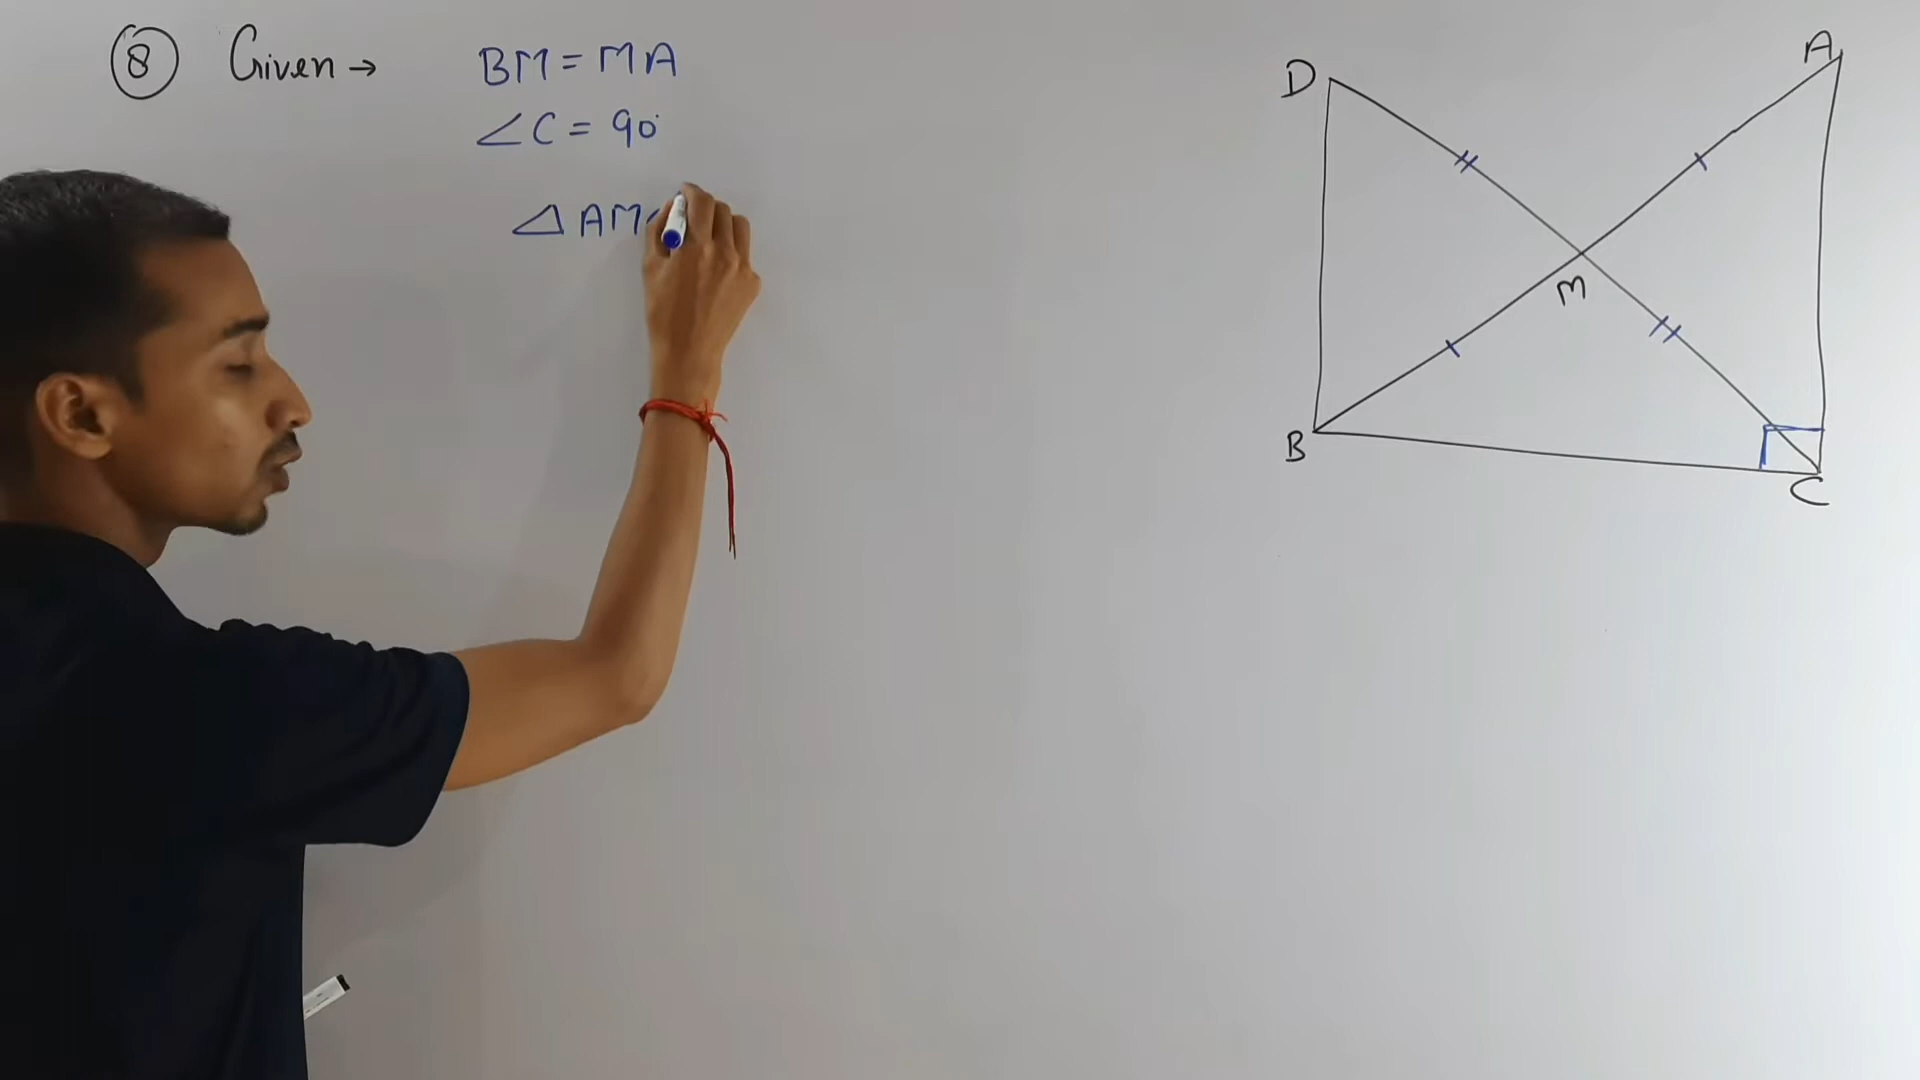 8 Given → BM = MA
∠C = 90°
△ AM
D
A
M
B
C